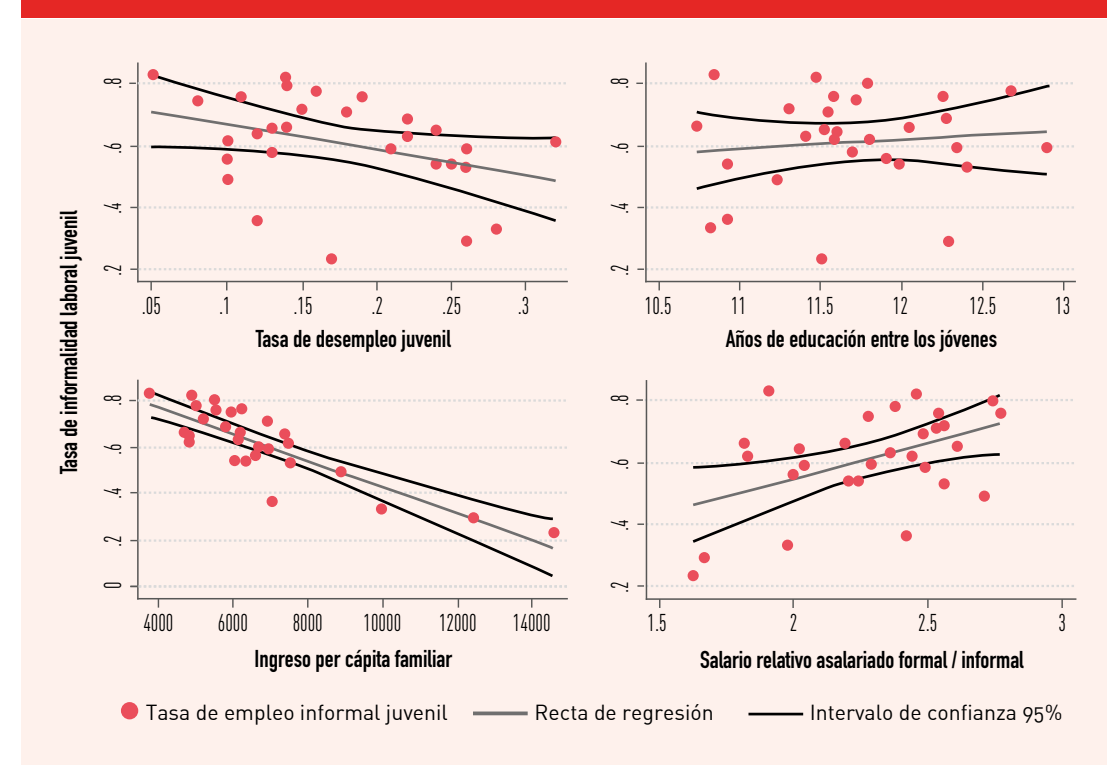 Tasa de informalidad laboral juvenil
.8
.6
.4
.2
.05 .1 .15 .2 .25 .3
Tasa de desempleo juvenil
.8
.6
.4
.2
10.5 11 11.5 12 12.5 13
Años de educación entre los jóvenes
.8
.6
.4
.2
0
4000 6000 8000 10000 12000 14000
Ingreso per cápita familiar
.8
.6
.4
.2
1.5 2 2.5 3
Salario relativo asalariado formal / informal
Tasa de empleo informal juvenil Recta de regresión Intervalo de confianza 95%